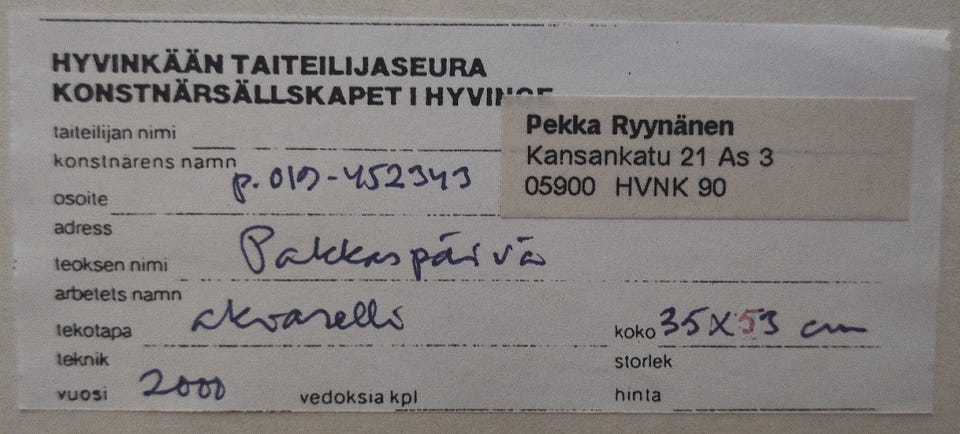 HYVINKÄÄN TAITEILIJASEURA
KONSTNÄRSÄLLSKAPET I HYVINGE
taiteilijan nimi
Pekka Ryynänen
Kansankatu 21 As 3
05900 HVNK 90
konstnärens namn
p. 019-452343
osoite
adress
teoksen nimi Pakkaspäivä
arbetets namn
tekotapa akvarelli koko 35X53 cm
teknik storlek
vuosi 2000 vedoksia kpl hinta